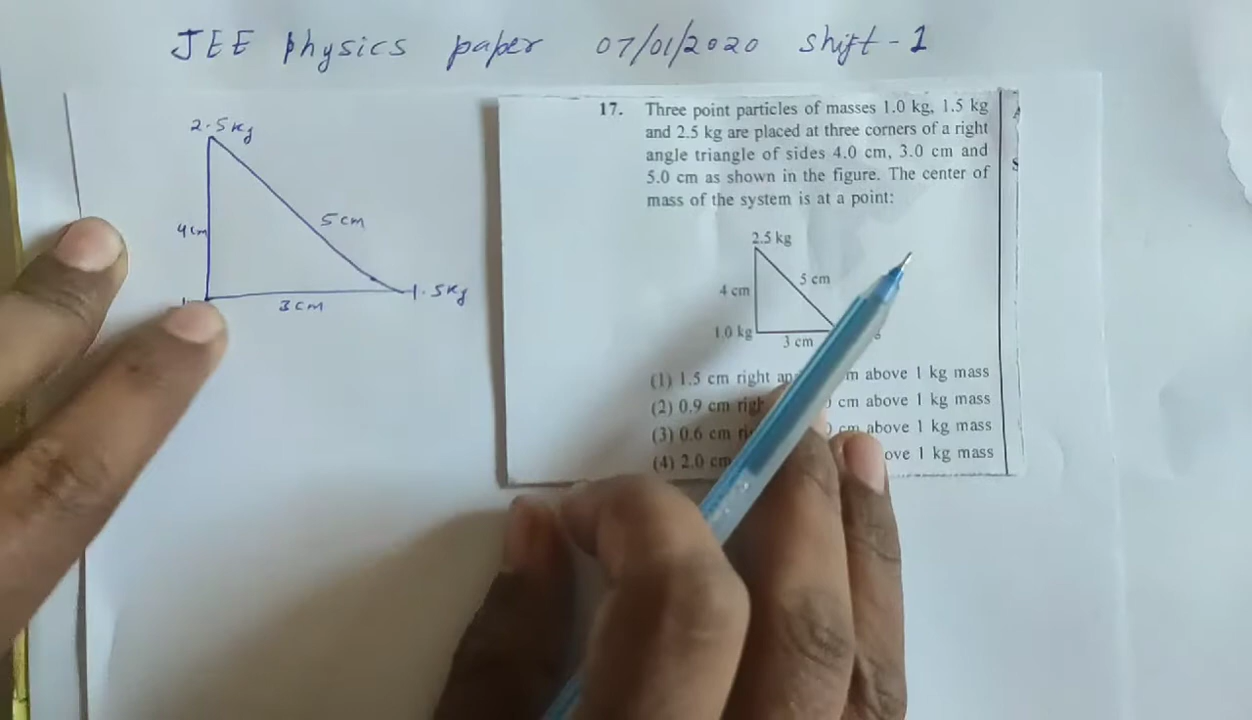 JEE physics paper 07/01/2020 shift-1
2.5kg
4cm
5cm
3cm
1.5kg
17. Three point particles of masses 1.0 kg, 1.5 kg
and 2.5 kg are placed at three corners of a right
angle triangle of sides 4.0 cm, 3.0 cm and
5.0 cm as shown in the figure. The center of
mass of the system is at a point:
2.5 kg
5 cm
4 cm
1.0 kg
3 cm
(1) 1.5 cm right m above 1 kg mass
(2) 0.9 cm cm above 1 kg mass
(3) 0.6 cm cm above 1 kg mass
(4) 2.0 cm 1 kg mass